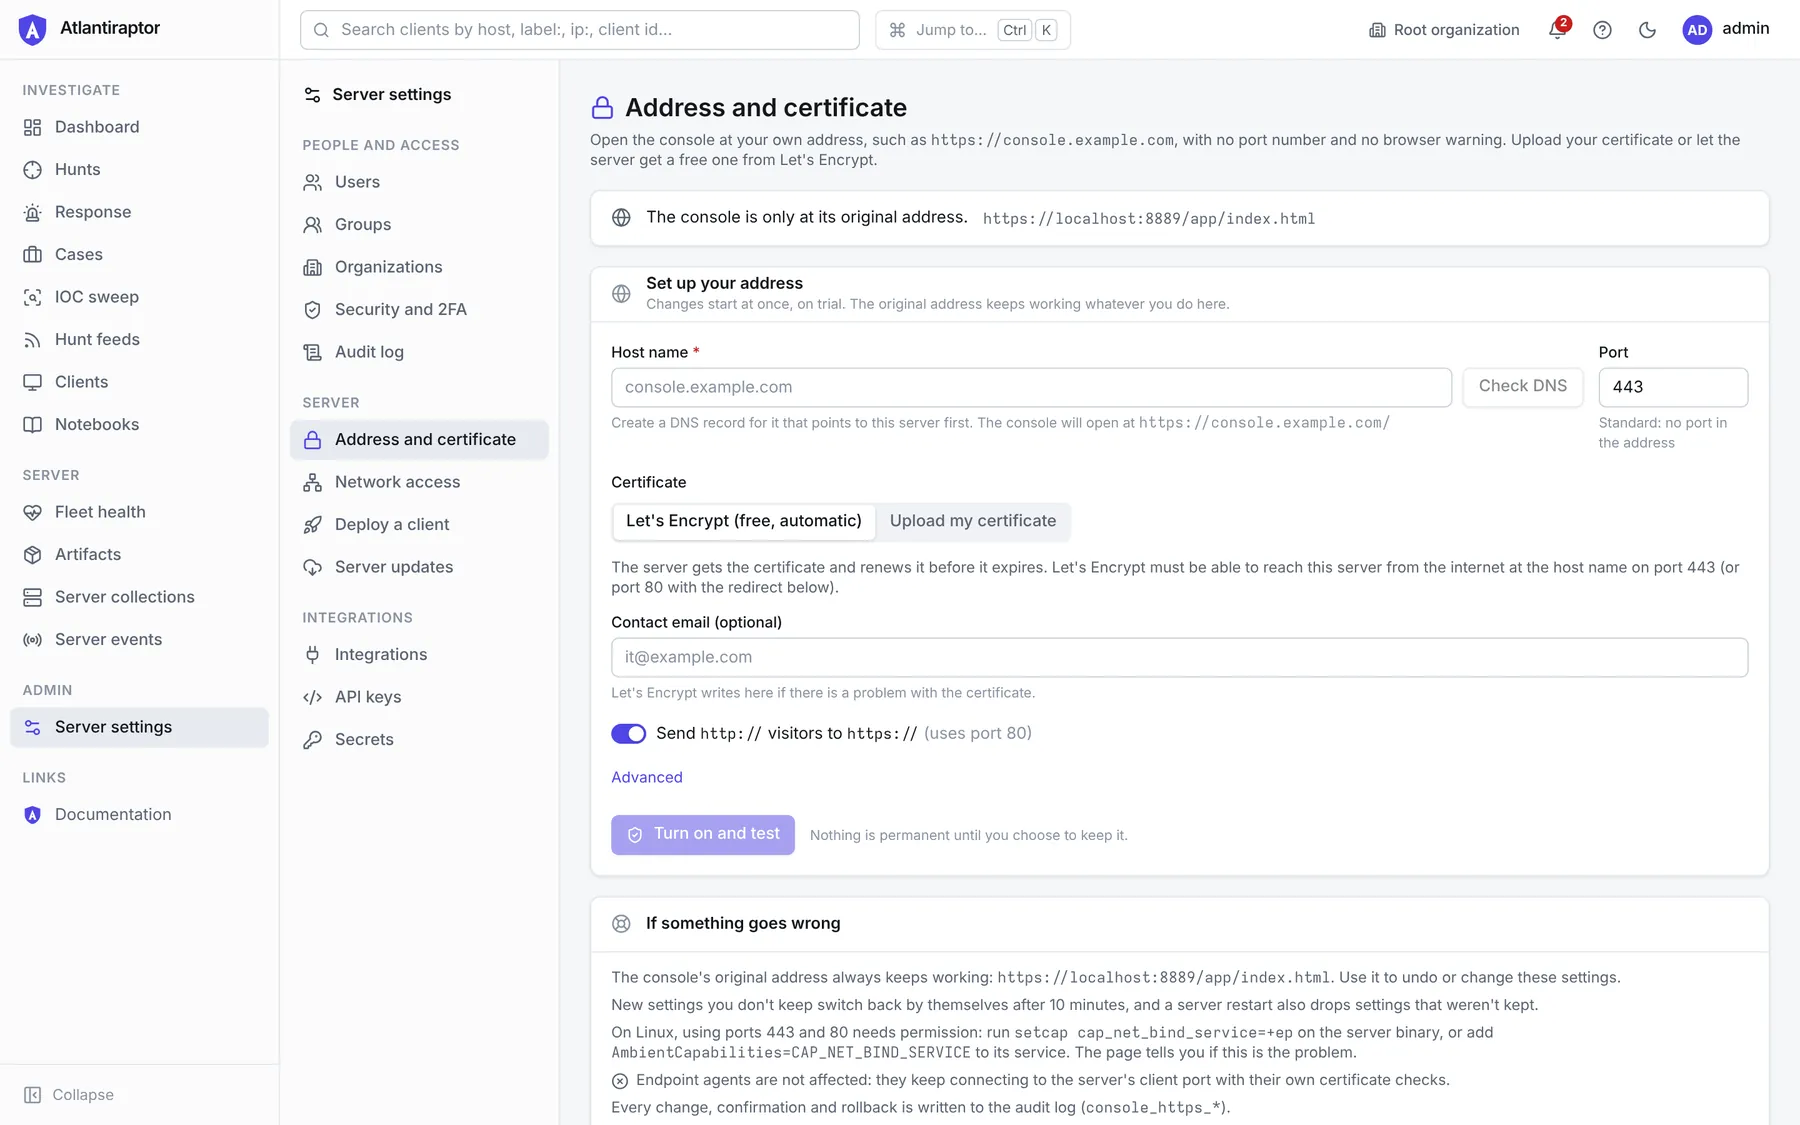 Atlantiraptor
Search clients by host, label:, ip:, client id...
Jump to... Ctrl K
Root organization
2
AD admin
INVESTIGATE
Dashboard
Hunts
Response
Cases
IOC sweep
Hunt feeds
Clients
Notebooks
SERVER
Fleet health
Artifacts
Server collections
Server events
ADMIN
Server settings
LINKS
Documentation
Collapse
Server settings
PEOPLE AND ACCESS
Users
Groups
Organizations
Security and 2FA
Audit log
SERVER
Address and certificate
Network access
Deploy a client
Server updates
INTEGRATIONS
Integrations
API keys
Secrets
Address and certificate
Open the console at your own address, such as https://console.example.com, with no port number and no browser warning. Upload your certificate or let the
server get a free one from Let's Encrypt.
The console is only at its original address. https://localhost:8889/app/index.html
Set up your address
Changes start at once, on trial. The original address keeps working whatever you do here.
Host name *
console.example.com
Check DNS
Create a DNS record for it that points to this server first. The console will open at https://console.example.com/
Port
443
Standard: no port in
the address
Certificate
Let's Encrypt (free, automatic) Upload my certificate
The server gets the certificate and renews it before it expires. Let's Encrypt must be able to reach this server from the internet at the host name on port 443 (or
port 80 with the redirect below).
Contact email (optional)
it@example.com
Let's Encrypt writes here if there is a problem with the certificate.
Send http:// visitors to https:// (uses port 80)
Advanced
Turn on and test Nothing is permanent until you choose to keep it.
If something goes wrong
The console's original address always keeps working: https://localhost:8889/app/index.html. Use it to undo or change these settings.
New settings you don't keep switch back by themselves after 10 minutes, and a server restart also drops settings that weren't kept.
On Linux, using ports 443 and 80 needs permission: run setcap cap_net_bind_service=+ep on the server binary, or add
AmbientCapabilities=CAP_NET_BIND_SERVICE to its service. The page tells you if this is the problem.
Endpoint agents are not affected: they keep connecting to the server's client port with their own certificate checks.
Every change, confirmation and rollback is written to the audit log (console_https_*).